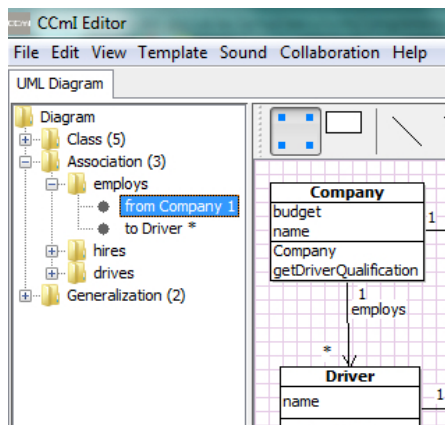 CCmI CCmI Editor
File Edit View Template Sound Collaboration Help
UML Diagram
Diagram
Class (5)
Association (3)
employs
from Company 1
to Driver *
hires
drives
Generalization (2)
Company
budget
name
Company
getDriverQualification
1
1
employs
*
Driver
name
1